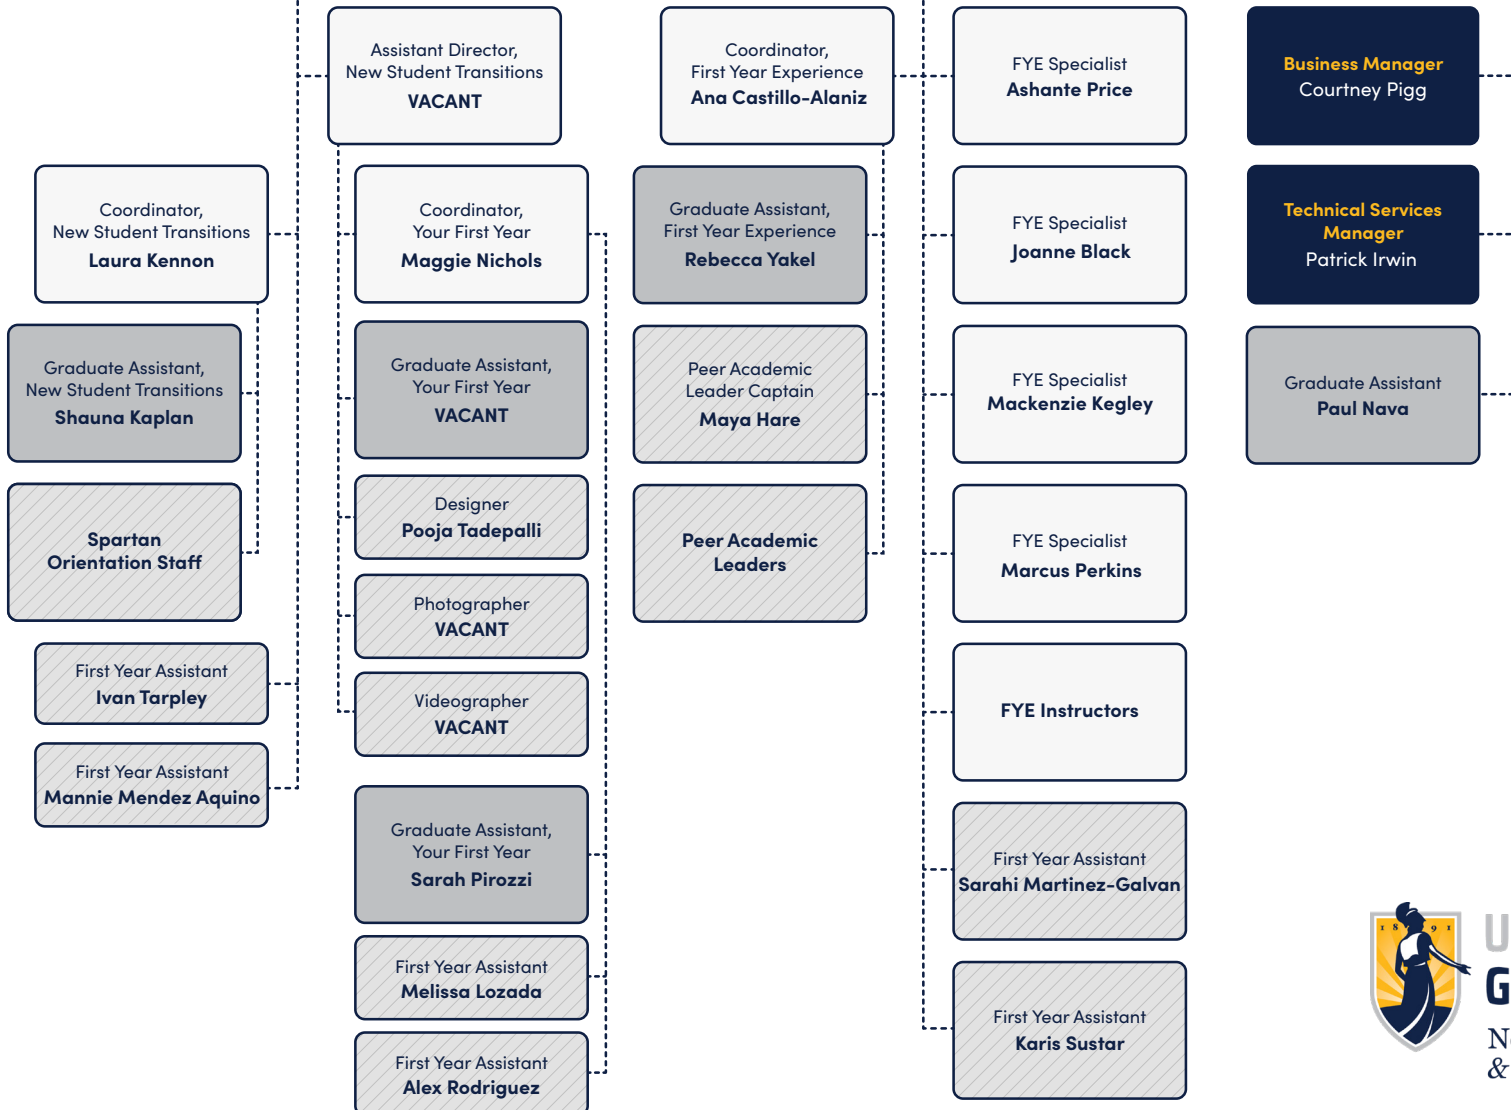 Assistant Director,
New Student Transitions
VACANT
Coordinator,
First Year Experience
Ana Castillo-Alaniz
FYE Specialist
Ashante Price
Business Manager
Courtney Pigg
Coordinator,
New Student Transitions
Laura Kennon
Coordinator,
Your First Year
Maggie Nichols
Graduate Assistant,
First Year Experience
Rebecca Yakel
FYE Specialist
Joanne Black
Technical Services
Manager
Patrick Irwin
Graduate Assistant,
New Student Transitions
Shauna Kaplan
Graduate Assistant,
Your First Year
VACANT
Peer Academic
Leader Captain
Maya Hare
FYE Specialist
Mackenzie Kegley
Graduate Assistant
Paul Nava
Spartan
Orientation Staff
Designer
Pooja Tadepalli
Photographer
VACANT
Peer Academic
Leaders
FYE Specialist
Marcus Perkins
First Year Assistant
Ivan Tarpley
Videographer
VACANT
FYE Instructors
First Year Assistant
Mannie Mendez Aquino
Graduate Assistant,
Your First Year
Sarah Pirozzi
First Year Assistant
Sarahi Martinez-Galvan
First Year Assistant
Melissa Lozada
First Year Assistant
Karis Sustar
First Year Assistant
Alex Rodriguez
1891
U
G
N
&